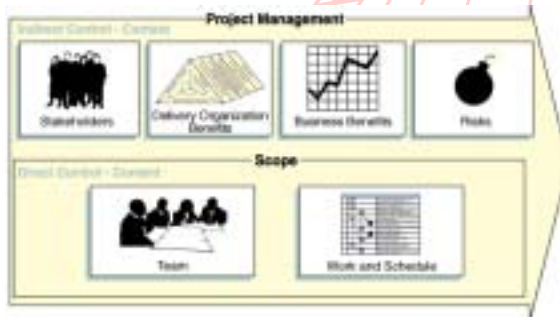 Project Management
Indirect Control - Context
Stakeholders
Delivery Organization
Benefits
Business Benefits
Risks
Scope
Direct Control - Content
Team
Work and Schedule